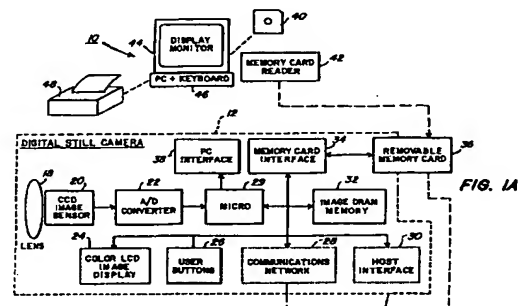 10
44
DISPLAY
MONITOR
40
MEMORY CARD
READER
42
48
PC + KEYBOARD
46
12
DIGITAL STILL CAMERA
38
PC
INTERFACE
MEMORY CARD
INTERFACE
34
REMOVABLE
MEMORY CARD
36
FIG. 1A
18
LENS
20
CCD
IMAGE
SENSOR
22
A/D
CONVERTER
29
MICRO
32
IMAGE DRAM
MEMORY
24
COLOR LCD
IMAGE
DISPLAY
26
USER
BUTTONS
28
COMMUNICATIONS
NETWORK
30
HOST
INTERFACE